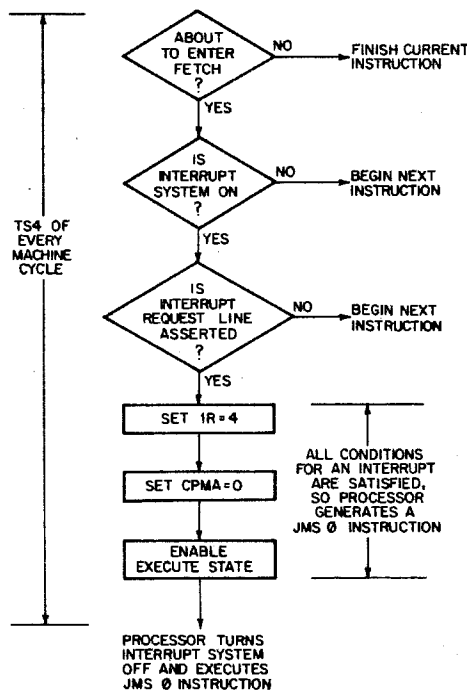 ABOUT
TO ENTER
FETCH
?
NO
FINISH CURRENT
INSTRUCTION
YES
IS
INTERRUPT
SYSTEM ON
?
NO
BEGIN NEXT
INSTRUCTION
YES
TS4 OF
EVERY
MACHINE
CYCLE
IS
INTERRUPT
REQUEST LINE
ASSERTED
?
NO
BEGIN NEXT
INSTRUCTION
YES
SET IR=4
SET CPMA=0
ENABLE
EXECUTE STATE
ALL CONDITIONS
FOR AN INTERRUPT
ARE SATISFIED,
SO PROCESSOR
GENERATES A
JMS Ø INSTRUCTION
PROCESSOR TURNS
INTERRUPT SYSTEM
OFF AND EXECUTES
JMS Ø INSTRUCTION